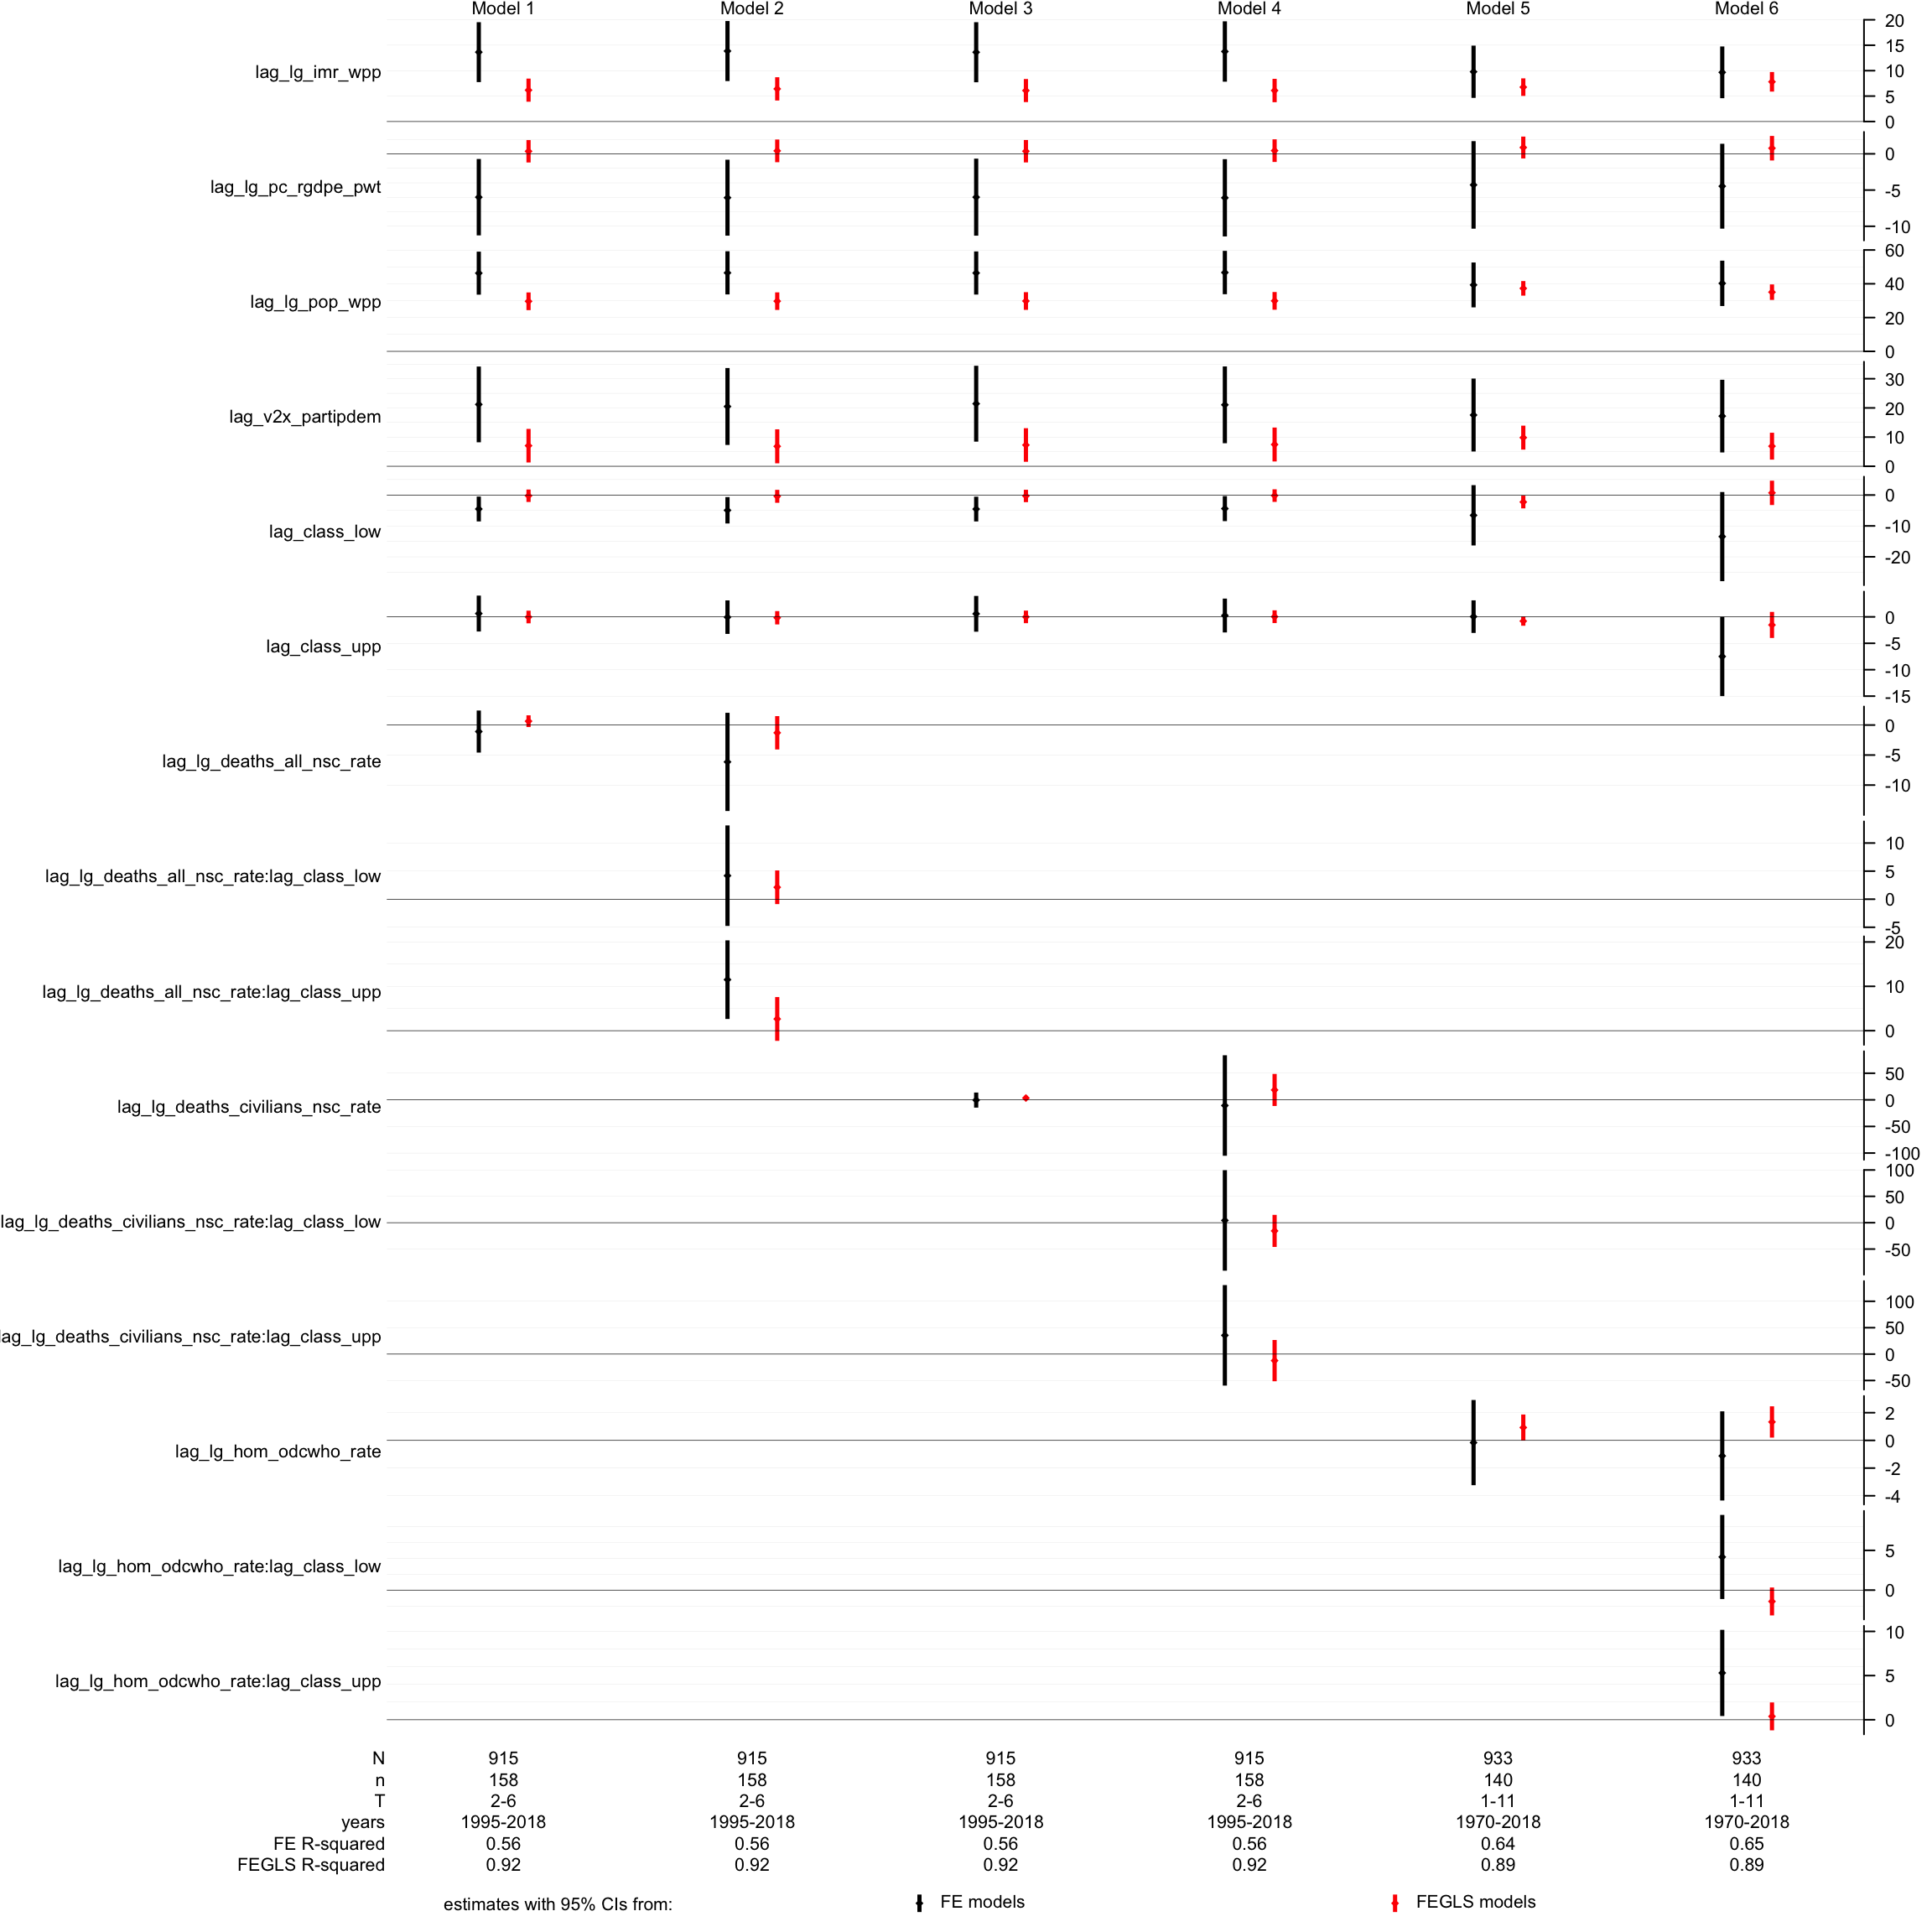 Model 1 Model 2 Model 3 Model 4 Model 5 Model 6
lag_lg_imr_wpp
20
15
10
5
0
lag_lg_pc_rgdpe_pwt
0
-5
-10
lag_lg_pop_wpp
60
40
20
0
lag_v2x_partipdem
30
20
10
0
lag_class_low
0
-10
-20
lag_class_upp
0
-5
-10
-15
lag_lg_deaths_all_nsc_rate
0
-5
-10
lag_lg_deaths_all_nsc_rate:lag_class_low
10
5
0
-5
lag_lg_deaths_all_nsc_rate:lag_class_upp
20
10
0
lag_lg_deaths_civilians_nsc_rate
50
0
-50
-100
lag_lg_deaths_civilians_nsc_rate:lag_class_low
100
50
0
-50
lag_lg_deaths_civilians_nsc_rate:lag_class_upp
100
50
0
-50
lag_lg_hom_odcwho_rate
2
0
-2
-4
lag_lg_hom_odcwho_rate:lag_class_low
5
0
lag_lg_hom_odcwho_rate:lag_class_upp
10
5
0
N 915 915 915 915 933 933
n 158 158 158 158 140 140
T 2-6 2-6 2-6 2-6 1-11 1-11
years 1995-2018 1995-2018 1995-2018 1995-2018 1970-2018 1970-2018
FE R-squared 0.56 0.56 0.56 0.56 0.64 0.65
FEGLS R-squared 0.92 0.92 0.92 0.92 0.89 0.89
estimates with 95% CIs from: FE models FEGLS models